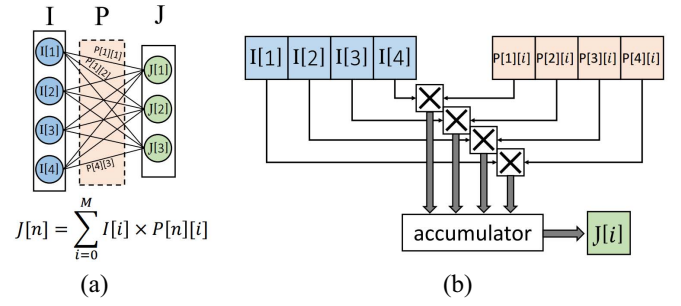 I P J
I[1]
I[2]
I[3]
I[4]
P[1][1]
P[1][2]
P[4][3]
J[1]
J[2]
J[3]
J[n] = \sum_{i=0}^{M} I[i] × P[n][i]
(a)
I[1] I[2] I[3] I[4]
P[1][i] P[2][i] P[3][i] P[4][i]
accumulator
J[i]
(b)